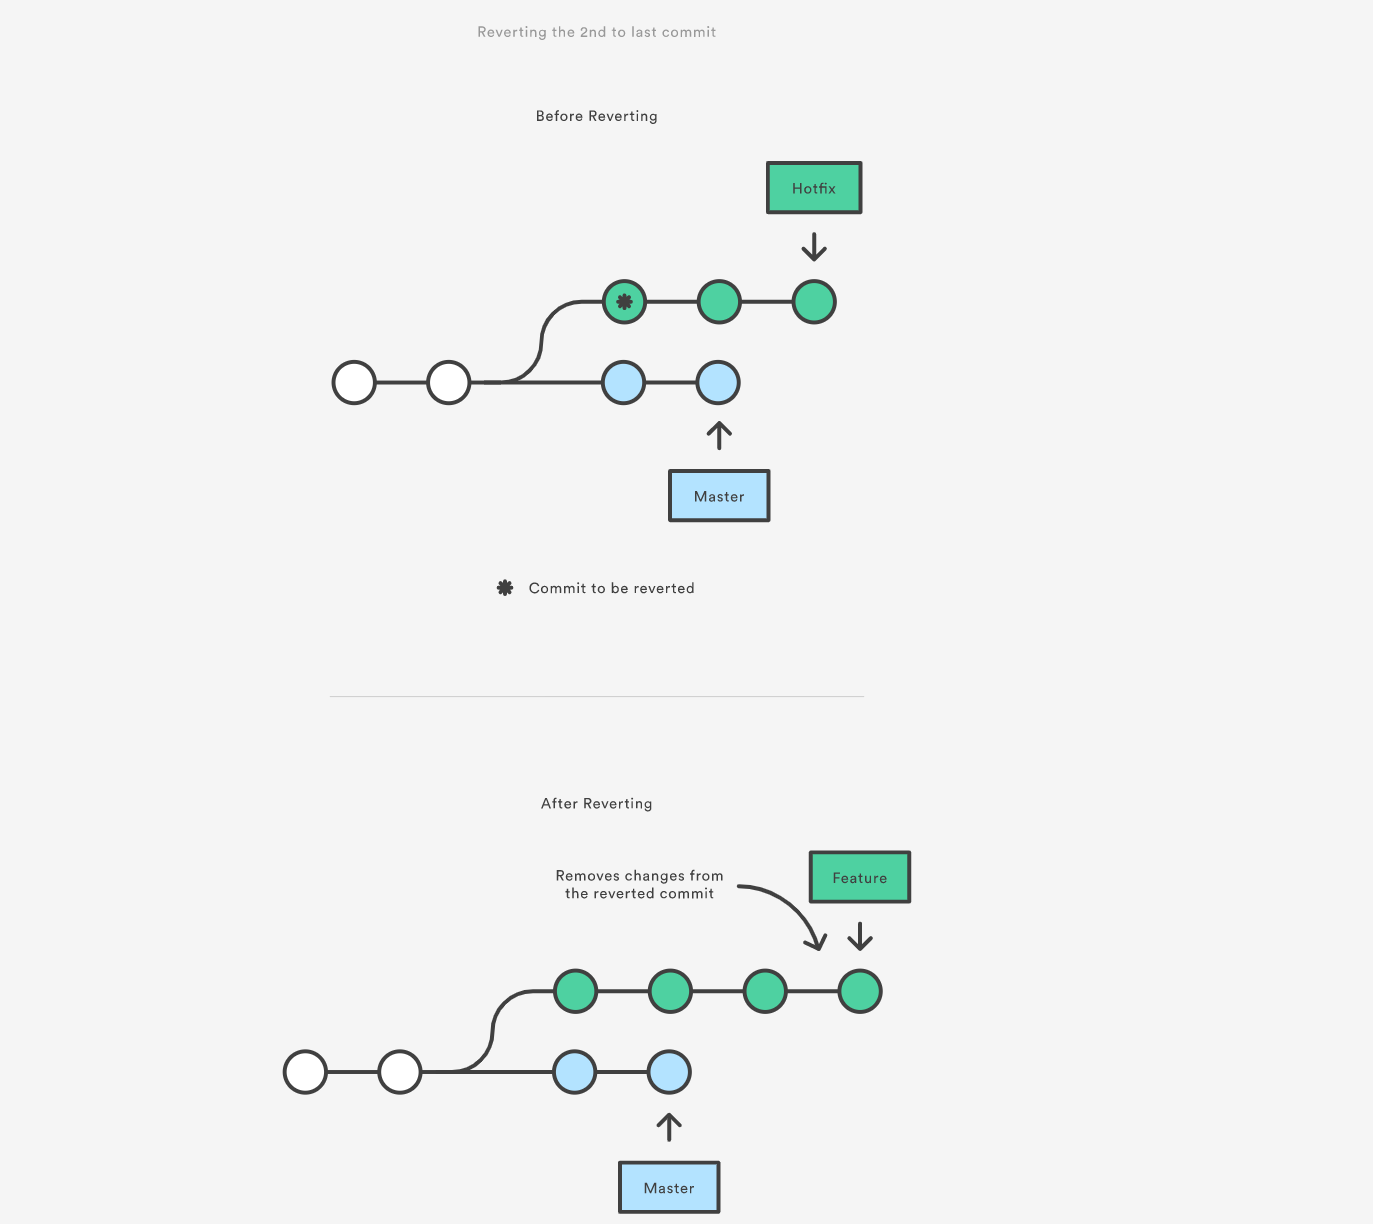 Reverting the 2nd to last commit
Before Reverting
Hotfix
Master
Commit to be reverted
After Reverting
Removes changes from
the reverted commit
Feature
Master